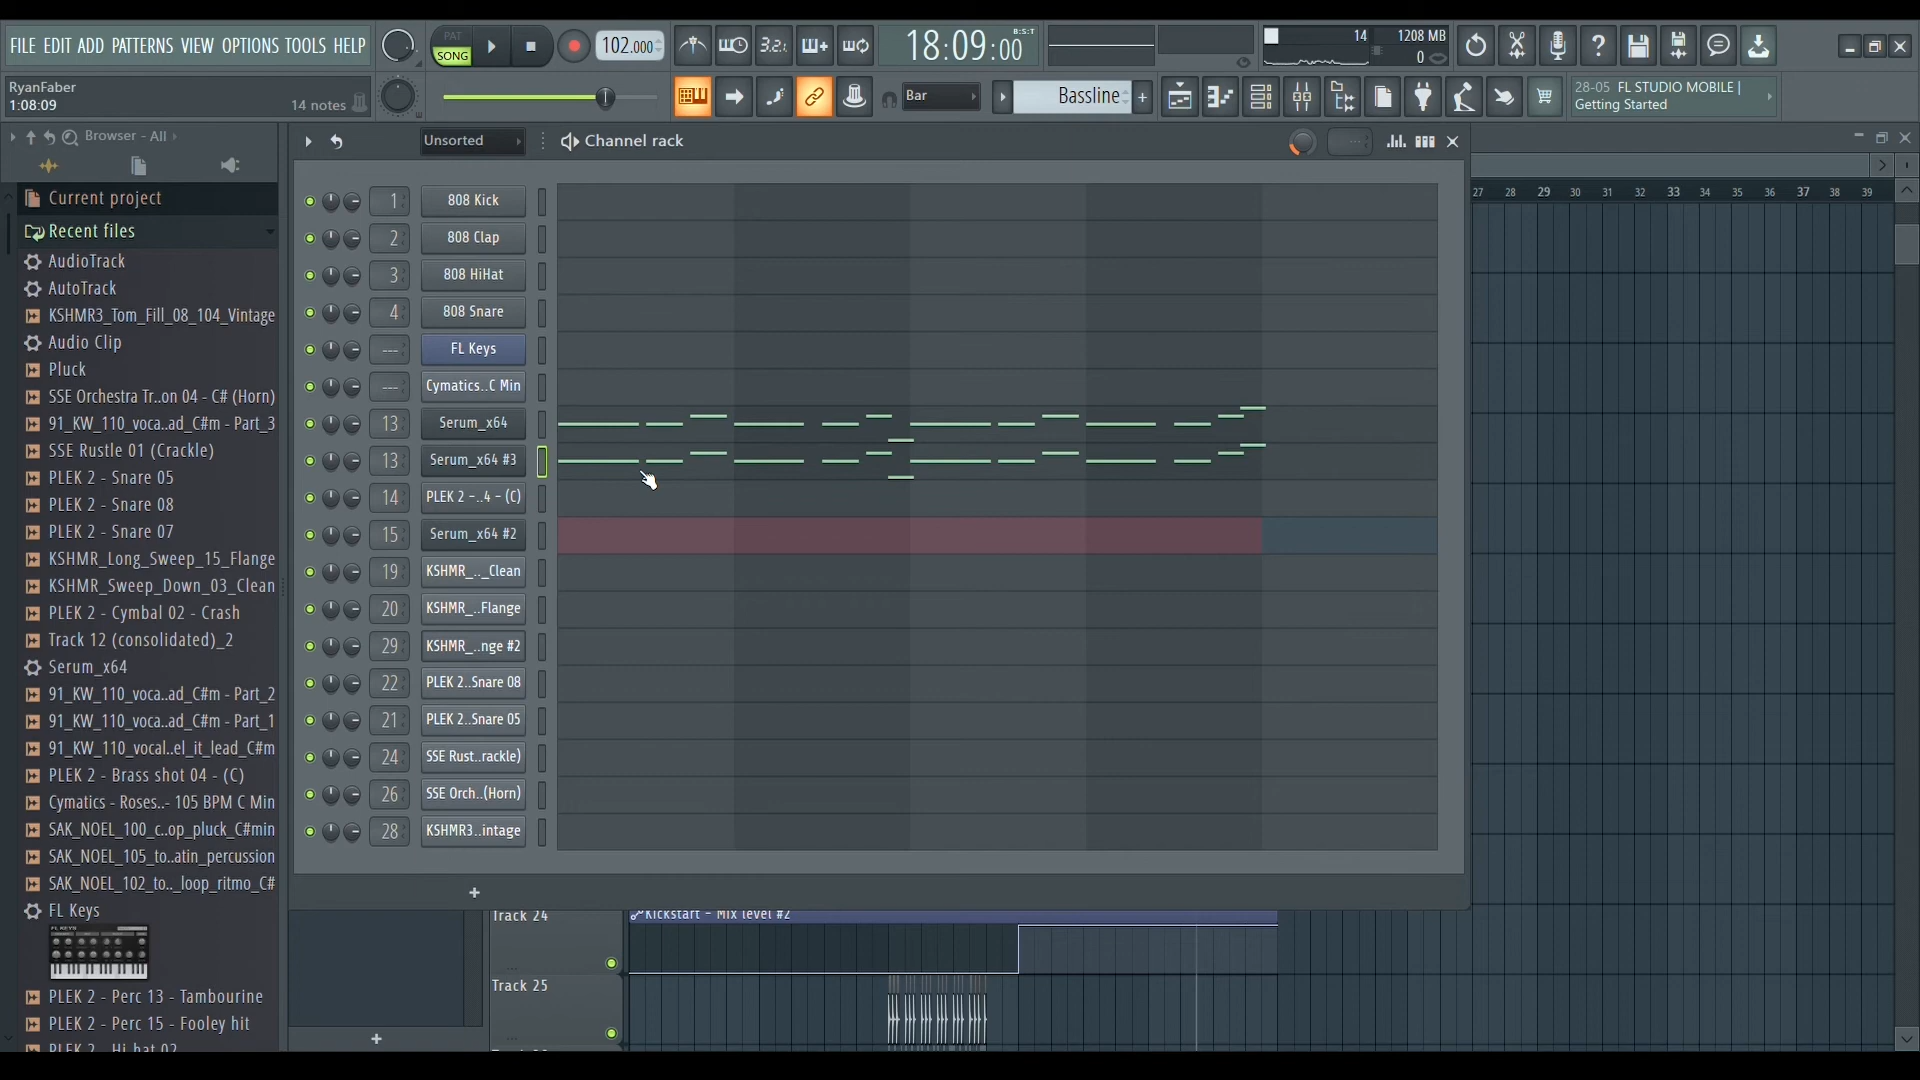 FILE EDIT ADD PATTERNS VIEW OPTIONS TOOLS HELP
PAT
SONG
102.000
3.2.1
18:09:00
B:S:T
14
1208 MB
0
RyanFaber
1:08:09
14 notes
Bar
Bassline
28-05 FL STUDIO MOBILE |
Getting Started
Browser - All
Unsorted
Channel rack
Current project
Recent files
AudioTrack
AutoTrack
KSHMR3_Tom_Fill_08_104_Vintage
Audio Clip
Pluck
SSE Orchestra Tr..on 04 - C# (Horn)
91_KW_110_voca..ad_C#m - Part_3
SSE Rustle 01 (Crackle)
PLEK 2 - Snare 05
PLEK 2 - Snare 08
PLEK 2 - Snare 07
KSHMR_Long_Sweep_15_Flange
KSHMR_Sweep_Down_03_Clean
PLEK 2 - Cymbal 02 - Crash
Track 12 (consolidated)_2
Serum_x64
91_KW_110_voca..ad_C#m - Part_2
91_KW_110_voca..ad_C#m - Part_1
91_KW_110_vocal..el_it_lead_C#m
PLEK 2 - Brass shot 04 - (C)
Cymatics - Roses..- 105 BPM C Min
SAK_NOEL_100_c..op_pluck_C#min
SAK_NOEL_105_to..atin_percussion
SAK_NOEL_102_to.._loop_ritmo_C#
FL Keys
FL KEYS
PLEK 2 - Perc 13 - Tambourine
PLEK 2 - Perc 15 - Fooley hit
PLEK 2 - Hi hat 02
1 808 Kick
2 808 Clap
3 808 HiHat
4 808 Snare
--- FL Keys
--- Cymatics..C Min
13 Serum_x64
13 Serum_x64 #3
14 PLEK 2 -..4 - (C)
15 Serum_x64 #2
19 KSHMR_.._Clean
20 KSHMR_..Flange
29 KSHMR_..nge #2
22 PLEK 2..Snare 08
21 PLEK 2..Snare 05
24 SSE Rust..rackle)
26 SSE Orch..(Horn)
28 KSHMR3..intage
27 28 29 30 31 32 33 34 35 36 37 38 39
Track 24
Kickstart - Mix level #2
Track 25